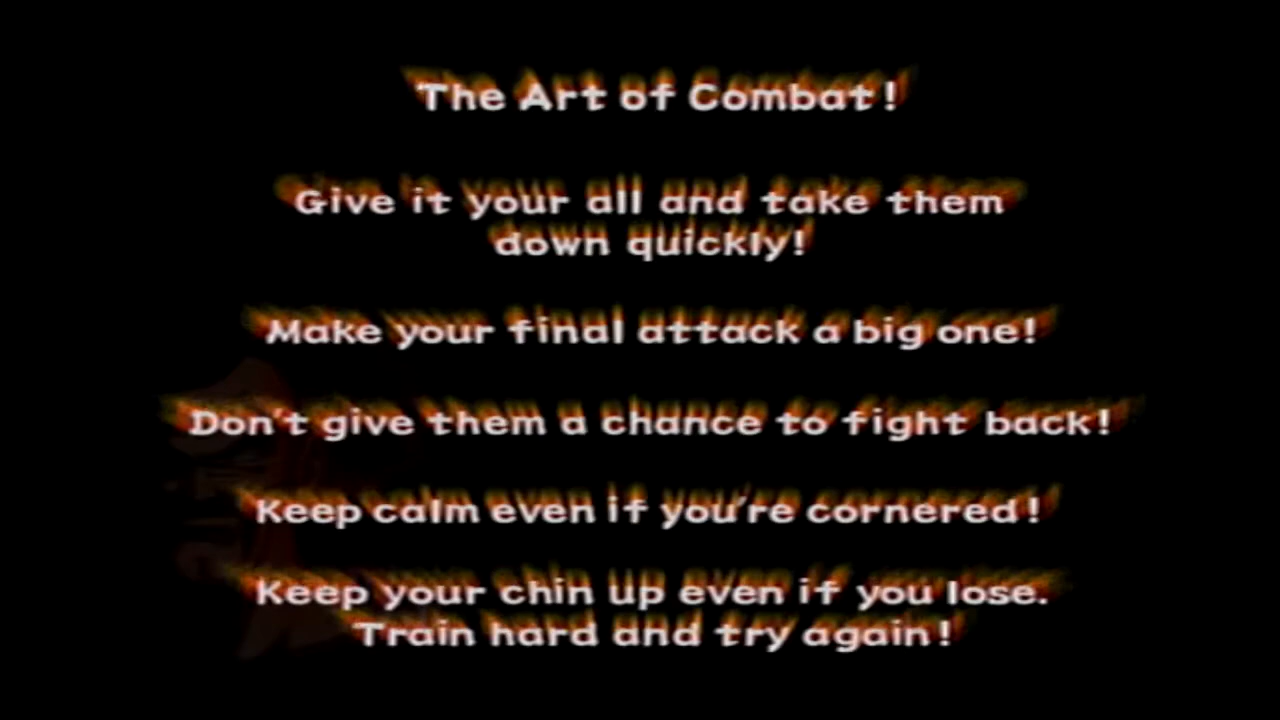 The Art of Combat!
Give it your all and take them
down quickly!
Make your final attack a big one!
Don't give them a chance to fight back!
Keep calm even if you're cornered!
Keep your chin up even if you lose.
Train hard and try again!